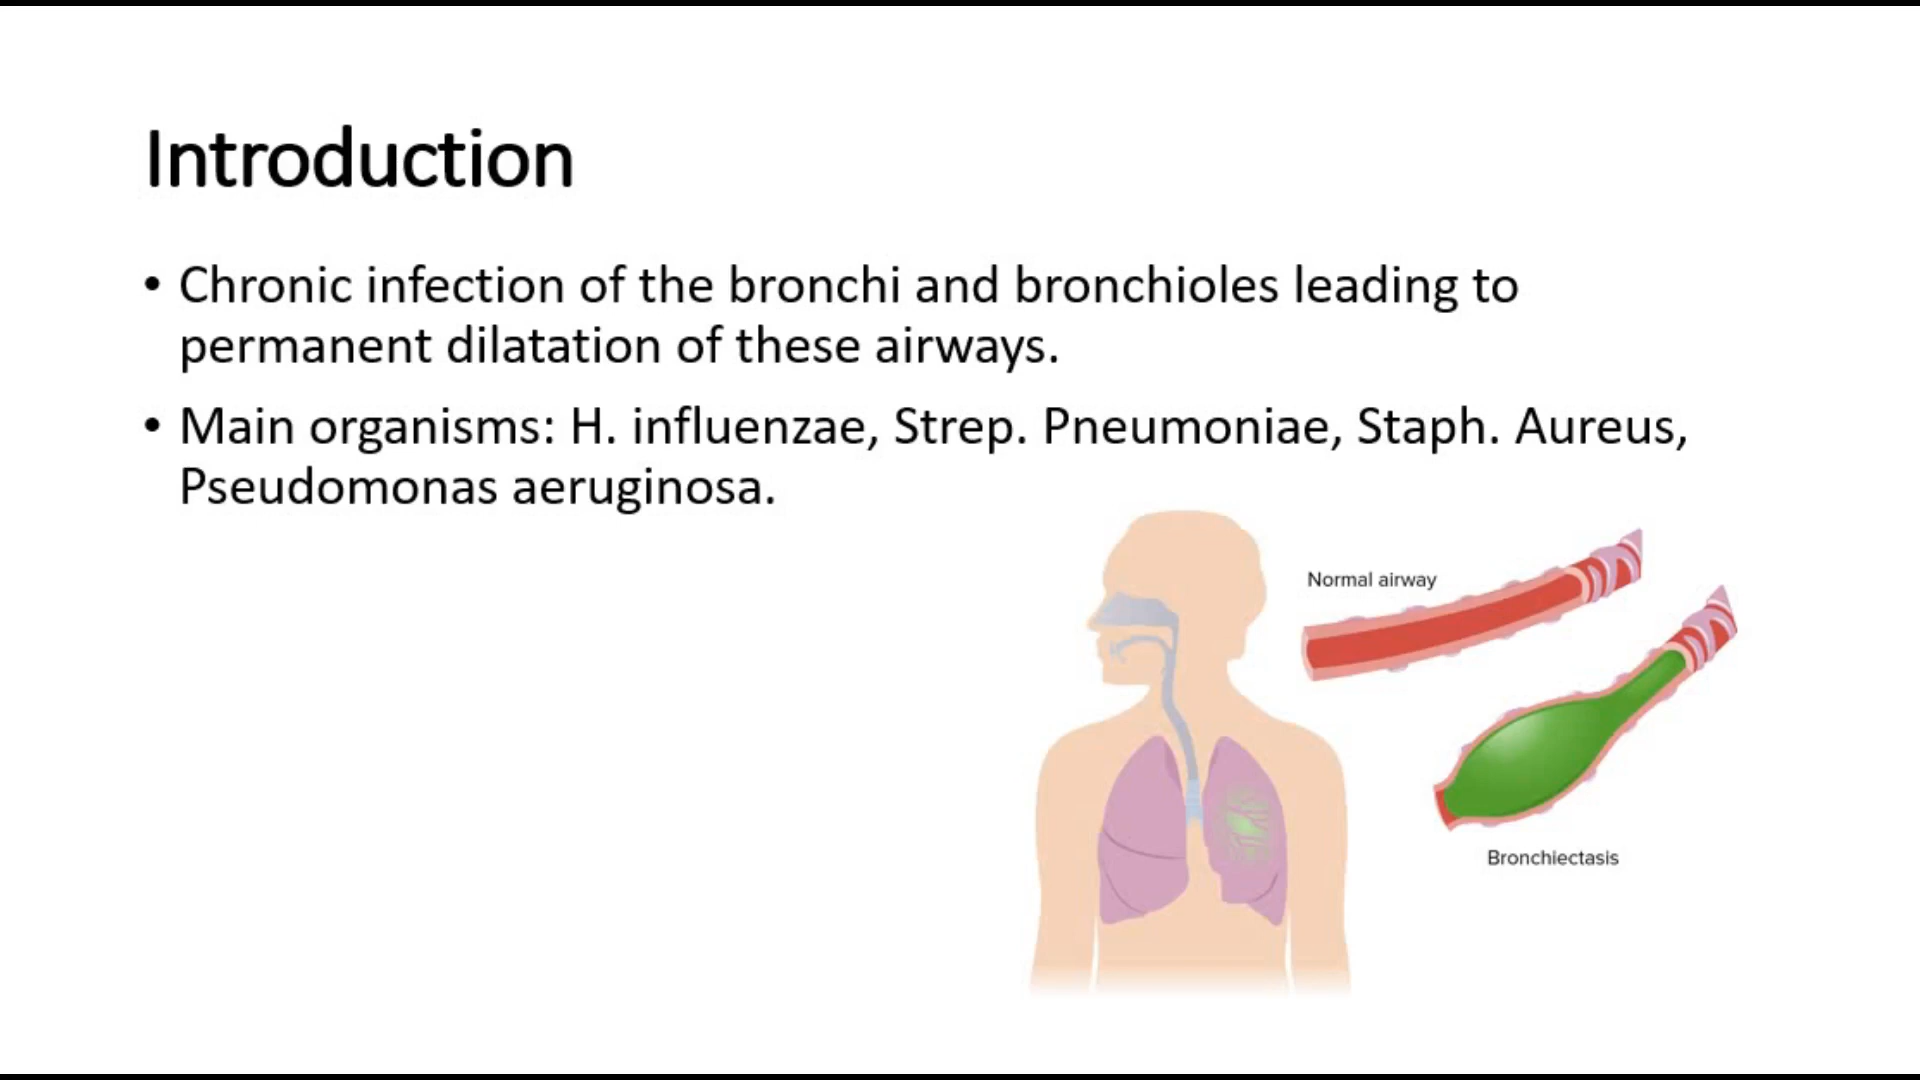 Introduction
• Chronic infection of the bronchi and bronchioles leading to
permanent dilatation of these airways.
• Main organisms: H. influenzae, Strep. Pneumoniae, Staph. Aureus,
Pseudomonas aeruginosa.
Normal airway
Bronchiectasis